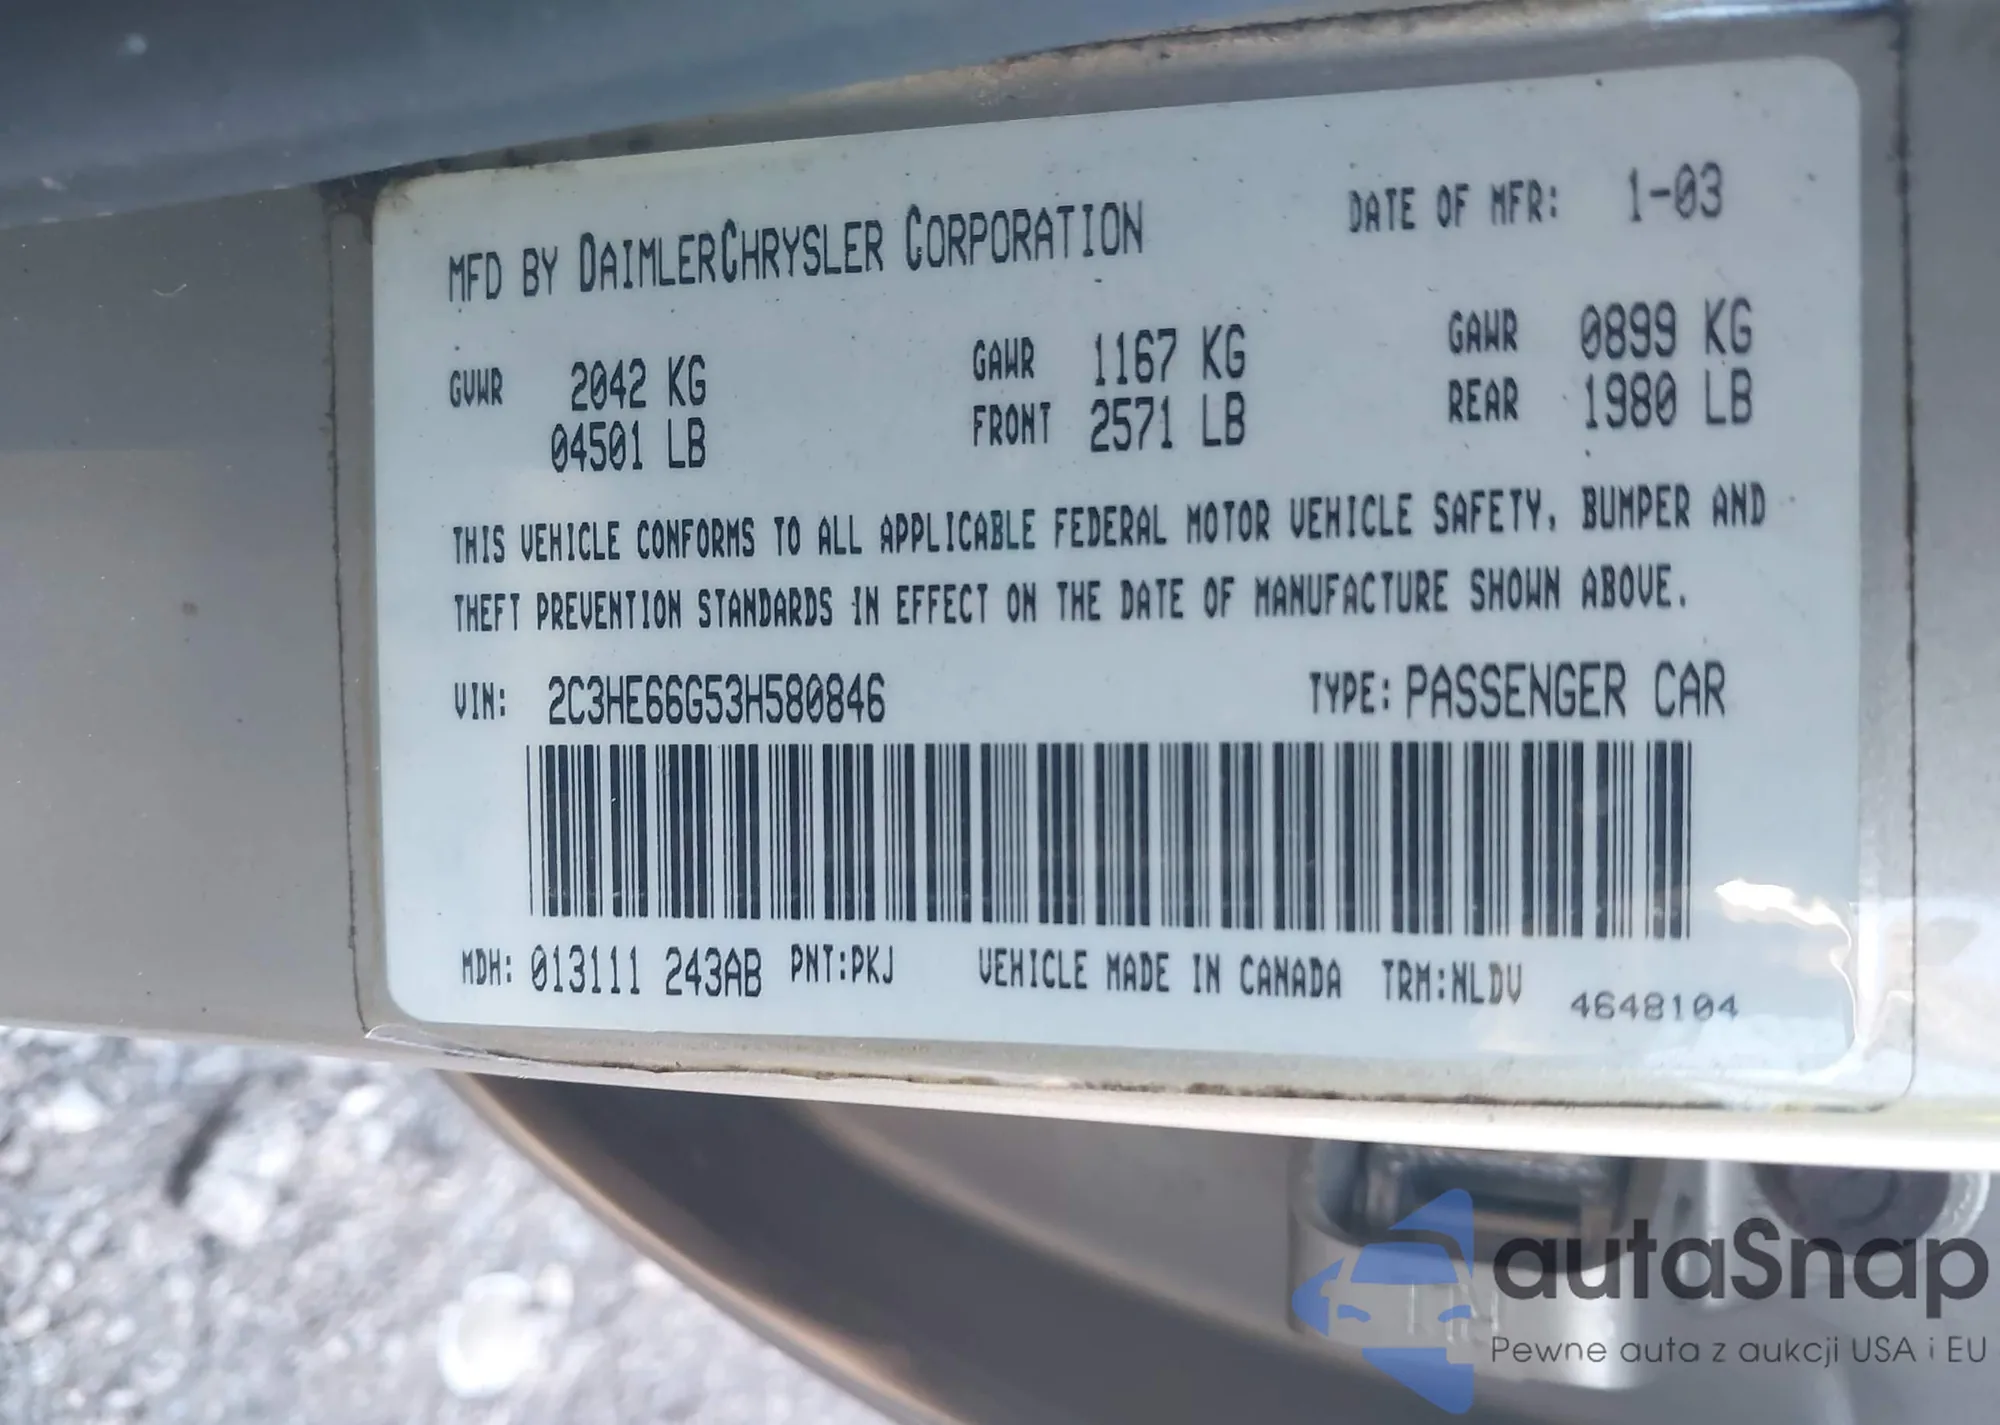 MFD BY DAIMLERCHRYSLER CORPORATION DATE OF MFR: 1-03
GVWR 2042 KG GAWR 1167 KG GAWR 0899 KG
04501 LB FRONT 2571 LB REAR 1980 LB
THIS VEHICLE CONFORMS TO ALL APPLICABLE FEDERAL MOTOR VEHICLE SAFETY, BUMPER AND
THEFT PREVENTION STANDARDS IN EFFECT ON THE DATE OF MANUFACTURE SHOWN ABOVE.
VIN: 2C3HE66G53H580846 TYPE: PASSENGER CAR
MDH: 013111 243AB PNT:PKJ VEHICLE MADE IN CANADA TRM:NLDV 4648104
autaSnap
Pewne auta z aukcji USA i EU